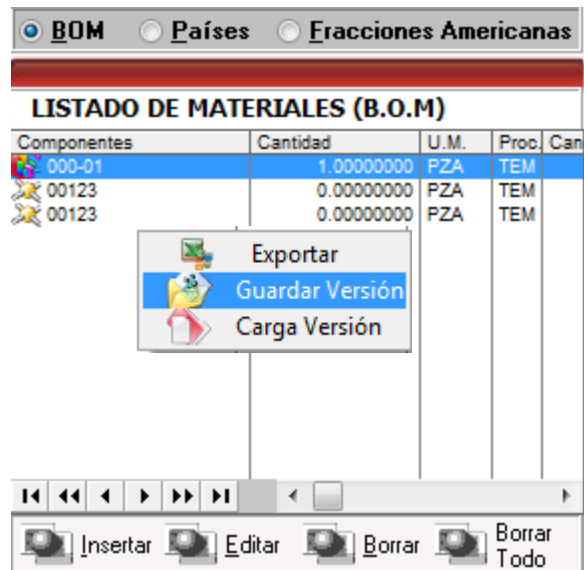 BOM Países Fracciones Americanas
LISTADO DE MATERIALES (B.O.M)
Componentes Cantidad U.M. Proc. Can
000-01 1.00000000 PZA TEM
00123 0.00000000 PZA TEM
00123 0.00000000 PZA TEM
Exportar
Guardar Versión
Carga Versión
Insertar Editar Borrar Borrar Todo